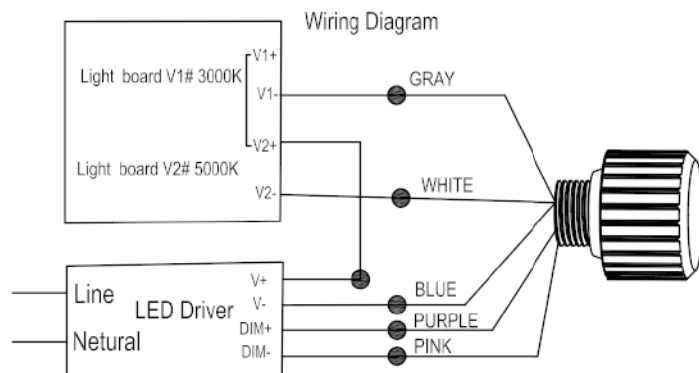 Wiring Diagram
V1+
Light board V1# 3000K
V1-
GRAY
V2+
Light board V2# 5000K
V2-
WHITE
V+
Line
LED Driver
V-
BLUE
DIM+
PURPLE
Netural
DIM-
PINK